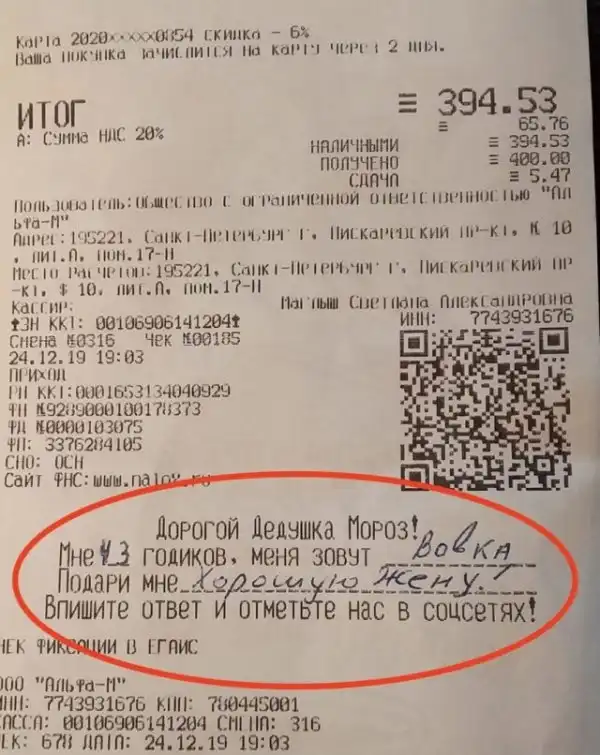 Карта 2020×××××0854 СКИДКА - 6%
Ваша покупка зачислится на карту через 2 дны.
ИТОГ ≡ 394.53
А: Сумма НДС 20% ≡ 65.76
НАЛИЧНЫМИ ≡ 394.53
ПОЛУЧЕНО ≡ 400.00
СДАЧА ≡ 5.47
Пользователь:Общество с ограниченной ответственностью "Ал
ьфа-М"
Адрес:195221, Санкт-Петербург г, Пискаревский пр-кт, № 10
, лит.А, пом.17-Н
Место расчетов:195221, Санкт-Петербург г, Пискаревский пр
-кт, $ 10, лит.А, пом.17-Н
Кассир: Маглыш Светлана Александровна
ЗН ККТ: 00106906141204 ИНН: 7743931676
Смена №0316 Чек №00185
24.12.19 19:03
ПРИХОД
РН ККТ:0001653134040929
ФН №9289000100178373
ФД №0000103075
ФП: 3376284105
СНО: ОСН
Сайт ФНС:www.nalog.ru
Дорогой Дедушка Мороз!
Мне 43 годиков, меня зовут Вовка
Подари мне Хорошую Жену!
Впишите ответ и отметьте нас в соцсетях!
ЧЕК ФИКСАЦИИ В ЕГАИС
ООО "Альфа-М"
ИНН: 7743931676 КПП: 780445001
КАССА: 00106906141204 СМЕНА: 316
ЧЕК: 678 ДАТА: 24.12.19 19:03